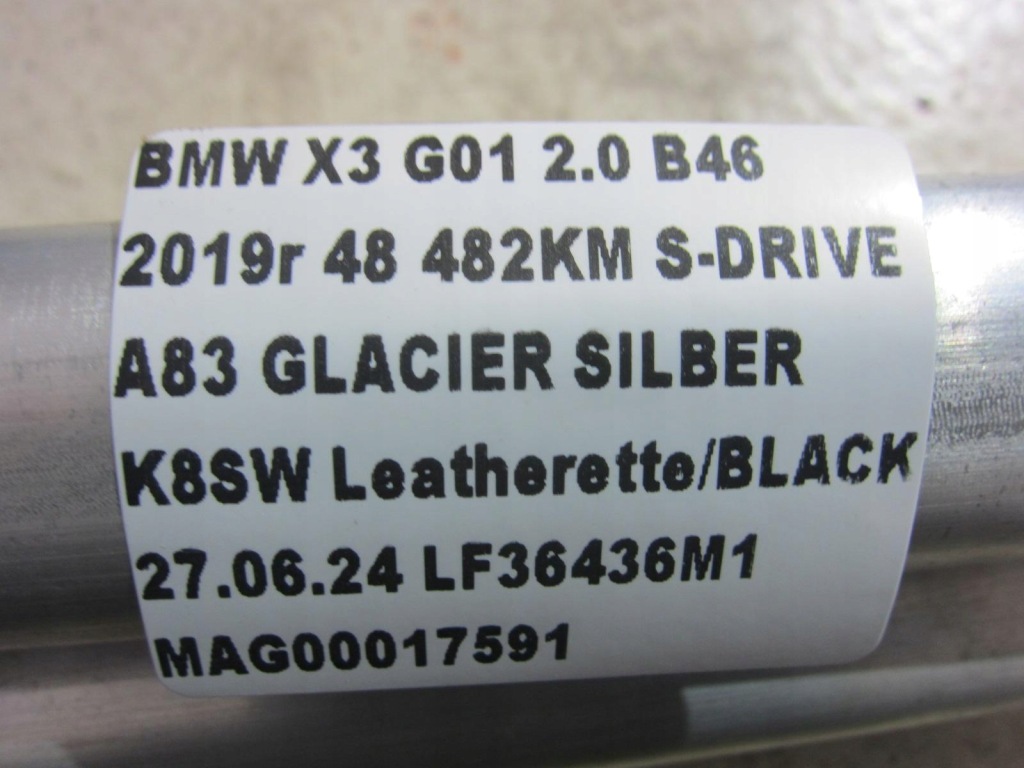 BMW X3 G01 2.0 B46
2019r 48 482KM S-DRIVE
A83 GLACIER SILBER
K8SW Leatherette/BLACK
27.06.24 LF36436M1
MAG00017591